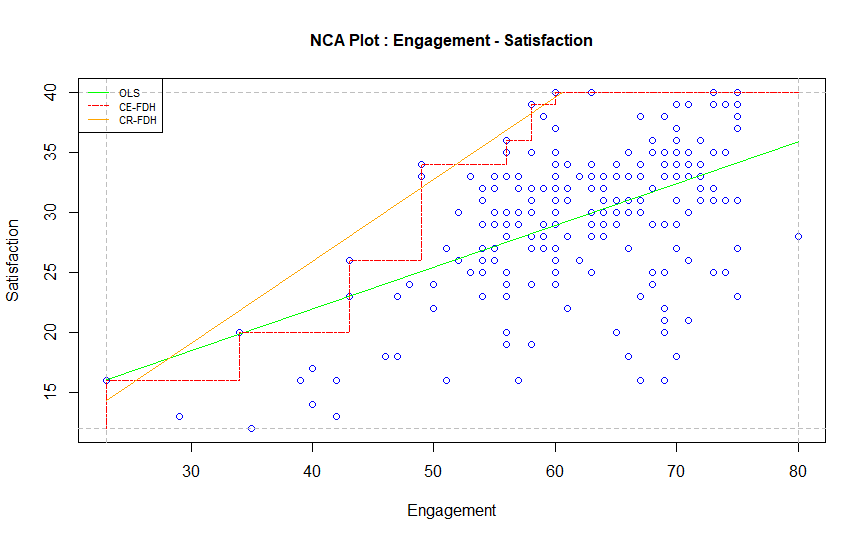 NCA Plot : Engagement - Satisfaction
OLS
CE-FDH
CR-FDH
40
35
30
25
20
15
Satisfaction
30 40 50 60 70 80
Engagement